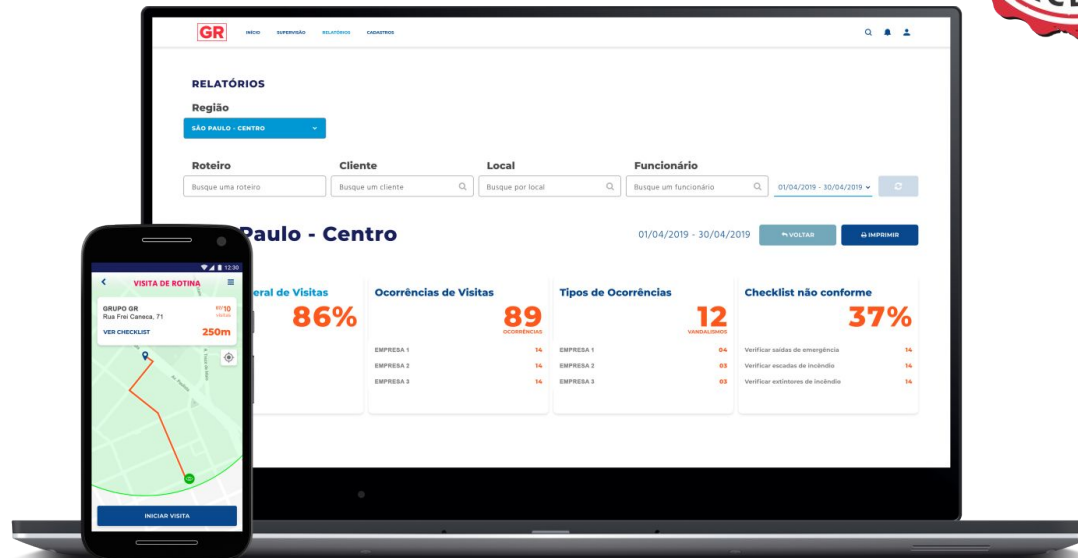 GR
INÍCIO SUPERVISÃO RELATÓRIOS CADASTROS
RELATÓRIOS
Região
SÃO PAULO - CENTRO
Roteiro Cliente Local Funcionário
Busque uma roteiro Busque um cliente Busque por local Busque um funcionário 01/04/2019 - 30/04/2019
Paulo - Centro 01/04/2019 - 30/04/2019 VOLTAR IMPRIMIR
eral de Visitas Ocorrências de Visitas Tipos de Ocorrências Checklist não conforme
86% 89 12 37%
OCORRÊNCIAS VANDALISMOS
EMPRESA 1 14 EMPRESA 1 04 Verificar saídas de emergência 14
EMPRESA 2 14 EMPRESA 2 03 Verificar escadas de incêndio 14
EMPRESA 3 14 EMPRESA 3 03 Verificar extintores de incêndio 14
12:30
VISITA DE ROTINA
GRUPO GR
Rua Frei Caneca, 71
VER CHECKLIST 250m
Av. Paulista
INICIAR VISITA